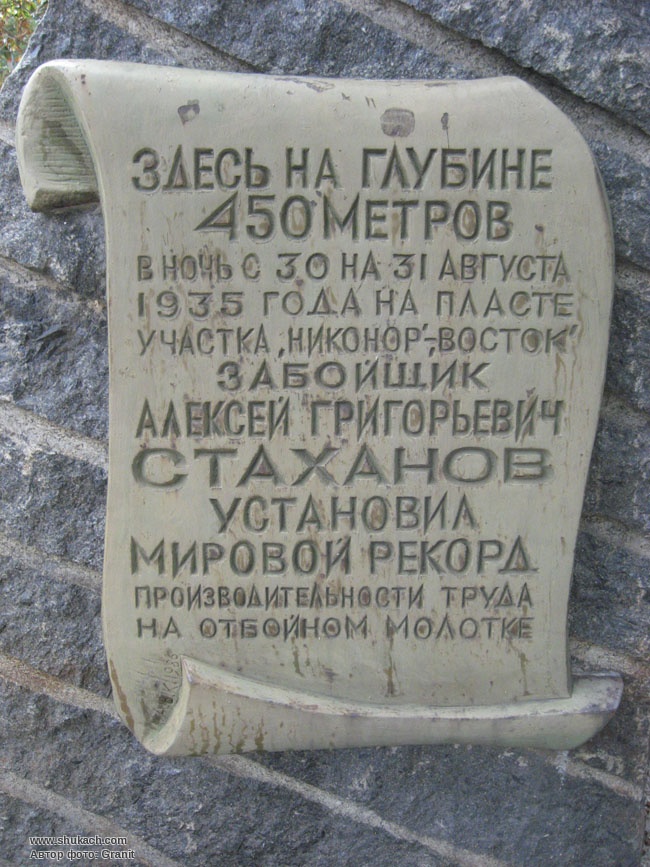 ЗДЕСЬ НА ГЛУБИНЕ
450 МЕТРОВ
В НОЧЬ С 30 НА 31 АВГУСТА
1935 ГОДА НА ПЛАСТЕ
УЧАСТКА „НИКОНОР"-„ВОСТОК"
ЗАБОЙЩИК
АЛЕКСЕЙ ГРИГОРЬЕВИЧ
СТАХАНОВ
УСТАНОВИЛ
МИРОВОЙ РЕКОРД
ПРОИЗВОДИТЕЛЬНОСТИ ТРУДА
НА ОТБОЙНОМ МОЛОТКЕ
www.shukach.com
Автор фото: Granit